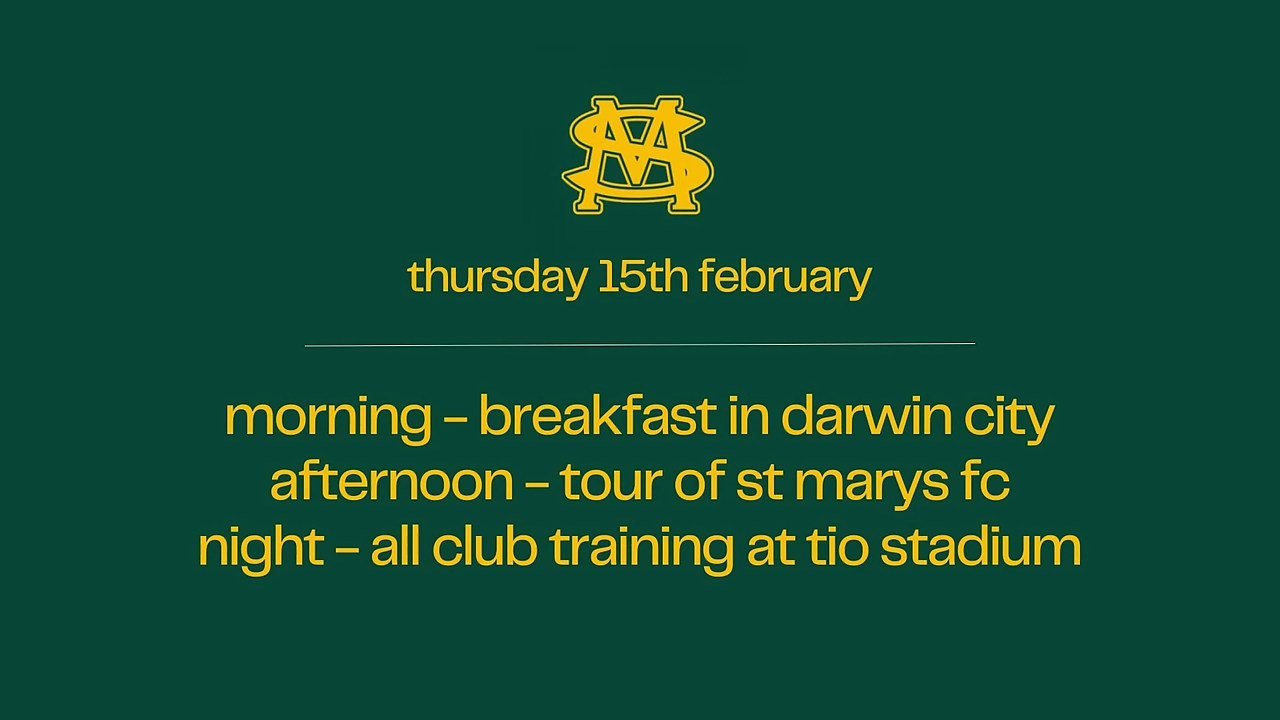 SM
thursday 15th february
morning – breakfast in darwin city
afternoon – tour of st marys fc
night – all club training at tio stadium